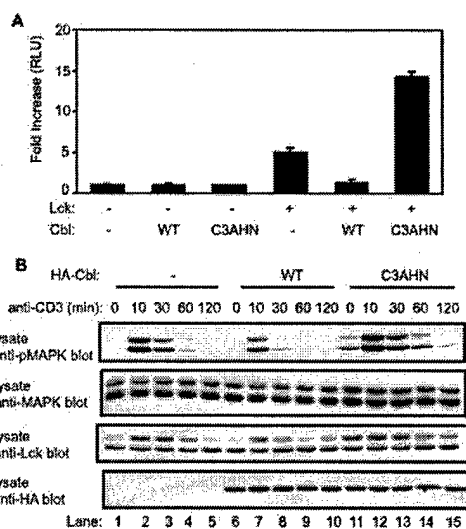 A
Fold Increase (RLU)
20
15
10
5
0
Lck: - - - + + +
Cbl: - WT C3AHN - WT C3AHN
B
HA-Cbl: - WT C3AHN
anti-CD3 (min): 0 10 30 60 120 0 10 30 60 120 0 10 30 60 120
ysate
anti-pMAPK blot
ysate
anti-MAPK blot
ysate
anti-Lck blot
ysate
anti-HA blot
Lane: 1 2 3 4 5 6 7 8 9 10 11 12 13 14 15